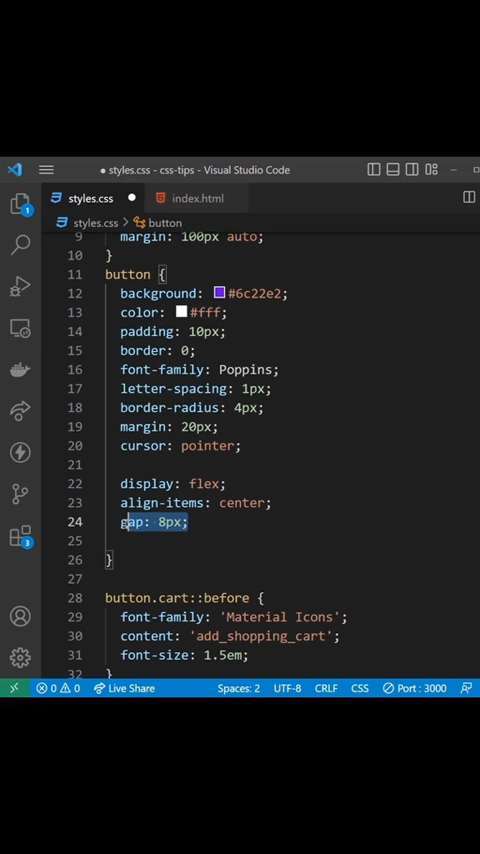 ● styles.css - css-tips - Visual Studio Code
styles.css ● index.html
styles.css > button
9 margin: 100px auto;
10 }
11 button {
12 background: #6c22e2;
13 color: #fff;
14 padding: 10px;
15 border: 0;
16 font-family: Poppins;
17 letter-spacing: 1px;
18 border-radius: 4px;
19 margin: 20px;
20 cursor: pointer;
21
22 display: flex;
23 align-items: center;
24 gap: 8px;
25
26 }
27
28 button.cart::before {
29 font-family: 'Material Icons';
30 content: 'add_shopping_cart';
31 font-size: 1.5em;
32 }
1
3
0 0 Live Share Spaces: 2 UTF-8 CRLF CSS Port : 3000